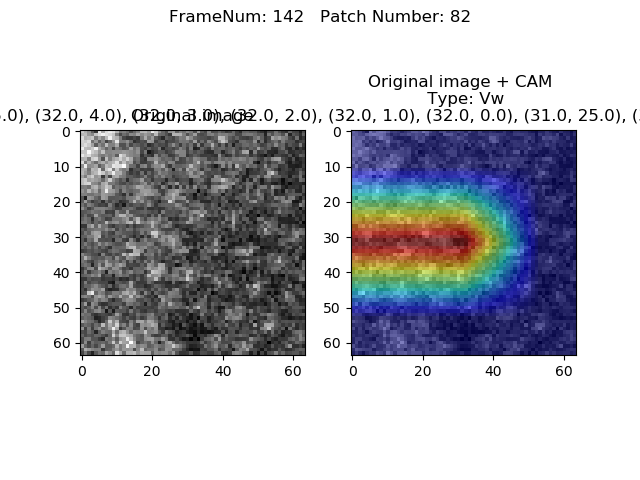 FrameNum: 142   Patch Number: 82
Original image + CAM
Type: Vw
.0), (32.0, 4.0), (32.0, 3.0), (32.0, 2.0), (32.0, 1.0), (32.0, 0.0), (31.0, 25.0), (3
Original image
0
10
20
30
40
50
60
0 20 40 60
0
10
20
30
40
50
60
0 20 40 60